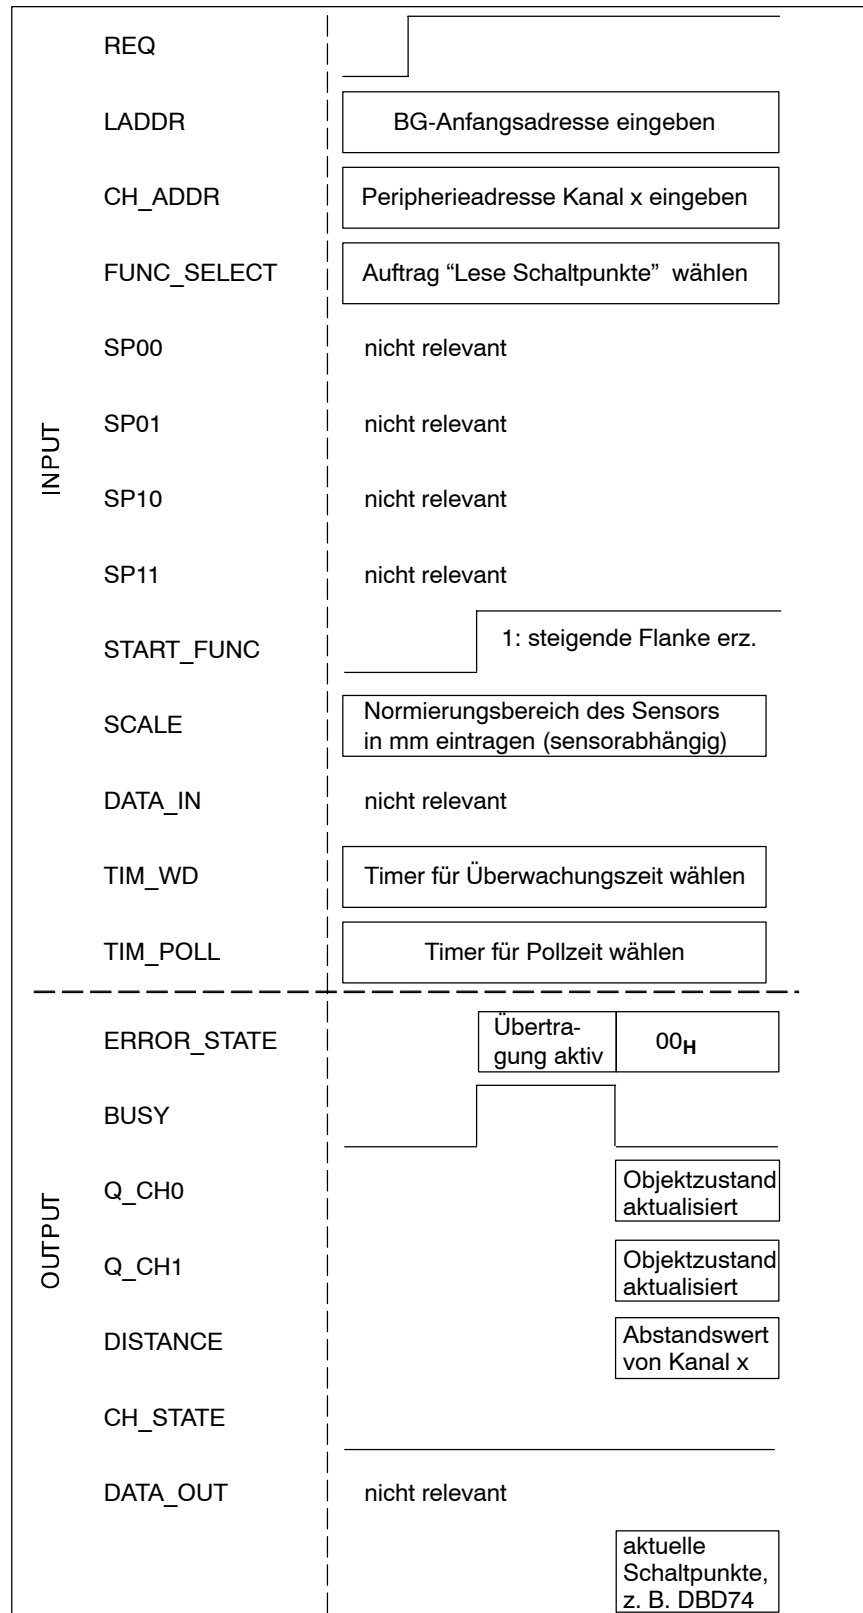 REQ
LADDR BG-Anfangsadresse eingeben
CH_ADDR Peripherieadresse Kanal x eingeben
FUNC_SELECT Auftrag “Lese Schaltpunkte” wählen
SP00 nicht relevant
SP01 nicht relevant
INPUT
SP10 nicht relevant
SP11 nicht relevant
START_FUNC 1: steigende Flanke erz.
SCALE Normierungsbereich des Sensors
in mm eintragen (sensorabhängig)
DATA_IN nicht relevant
TIM_WD Timer für Überwachungszeit wählen
TIM_POLL Timer für Pollzeit wählen
ERROR_STATE Übertra-
gung aktiv 00H
BUSY
Q_CH0 Objektzustand
aktualisiert
OUTPUT
Q_CH1 Objektzustand
aktualisiert
DISTANCE Abstandswert
von Kanal x
CH_STATE
DATA_OUT nicht relevant
aktuelle
Schaltpunkte,
z. B. DBD74